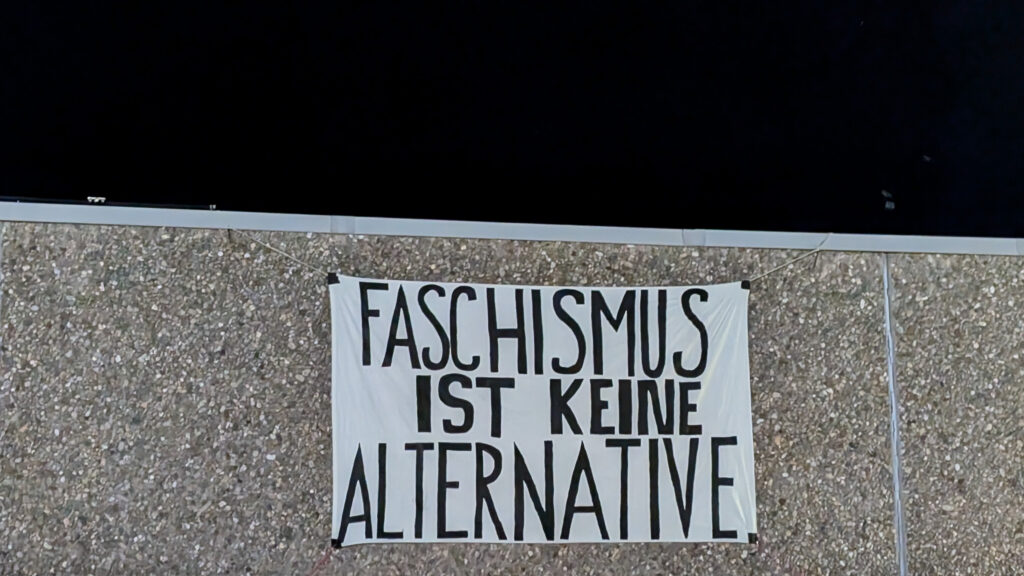 FASCHISMUS
IST KEINE
ALTERNATIVE